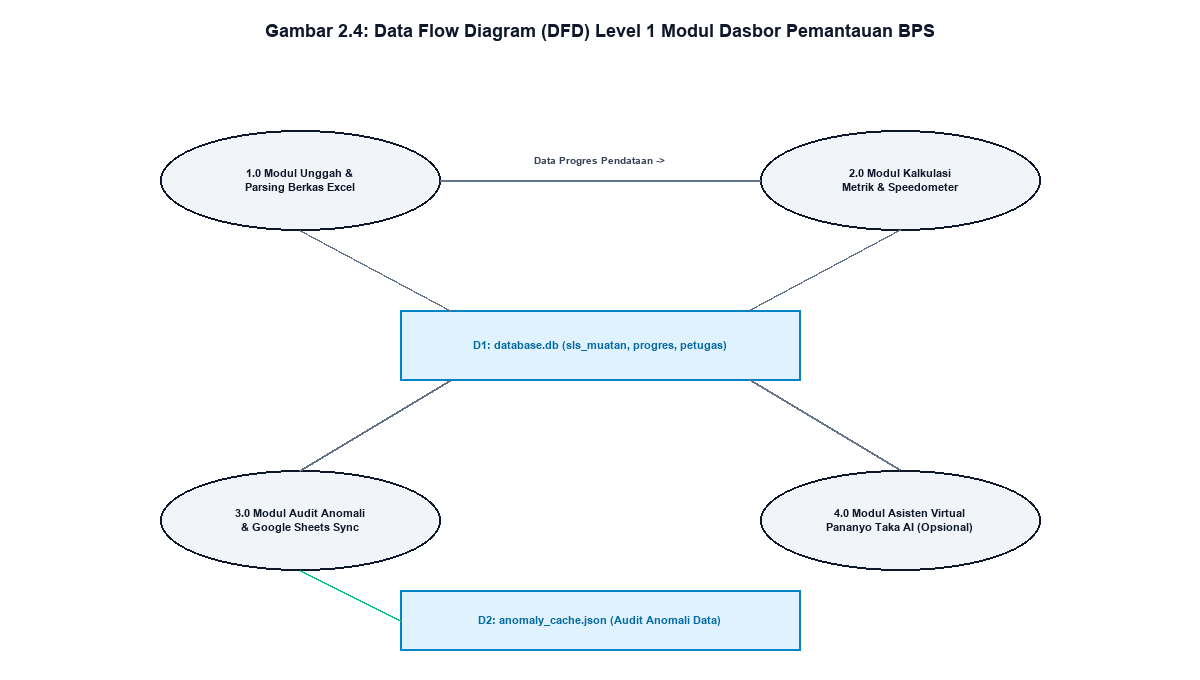 Gambar 2.4: Data Flow Diagram (DFD) Level 1 Modul Dasbor Pemantauan BPS
1.0 Modul Unggah &
Parsing Berkas Excel
Data Progres Pendataan ->
2.0 Modul Kalkulasi
Metrik & Speedometer
D1: database.db (sls_muatan, progres, petugas)
3.0 Modul Audit Anomali
& Google Sheets Sync
4.0 Modul Asisten Virtual
Pananyo Taka AI (Opsional)
D2: anomaly_cache.json (Audit Anomali Data)